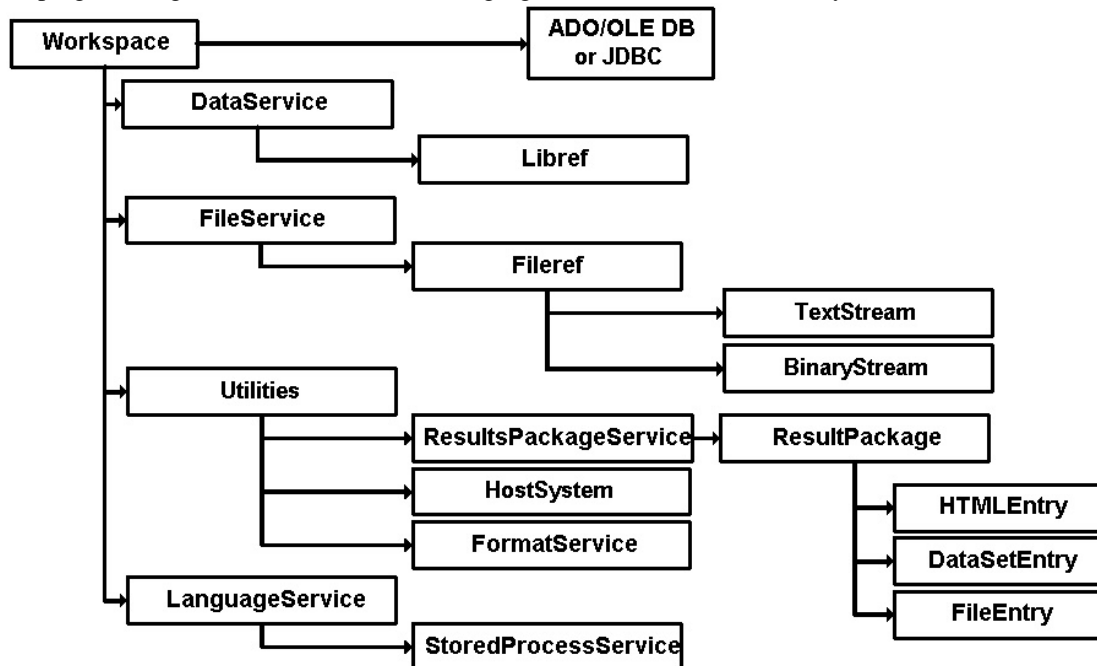 Workspace
ADO/OLE DB
or JDBC
DataService
Libref
FileService
Fileref
TextStream
BinaryStream
Utilities
ResultsPackageService
ResultPackage
HostSystem
HTMLEntry
FormatService
DataSetEntry
LanguageService
FileEntry
StoredProcessService